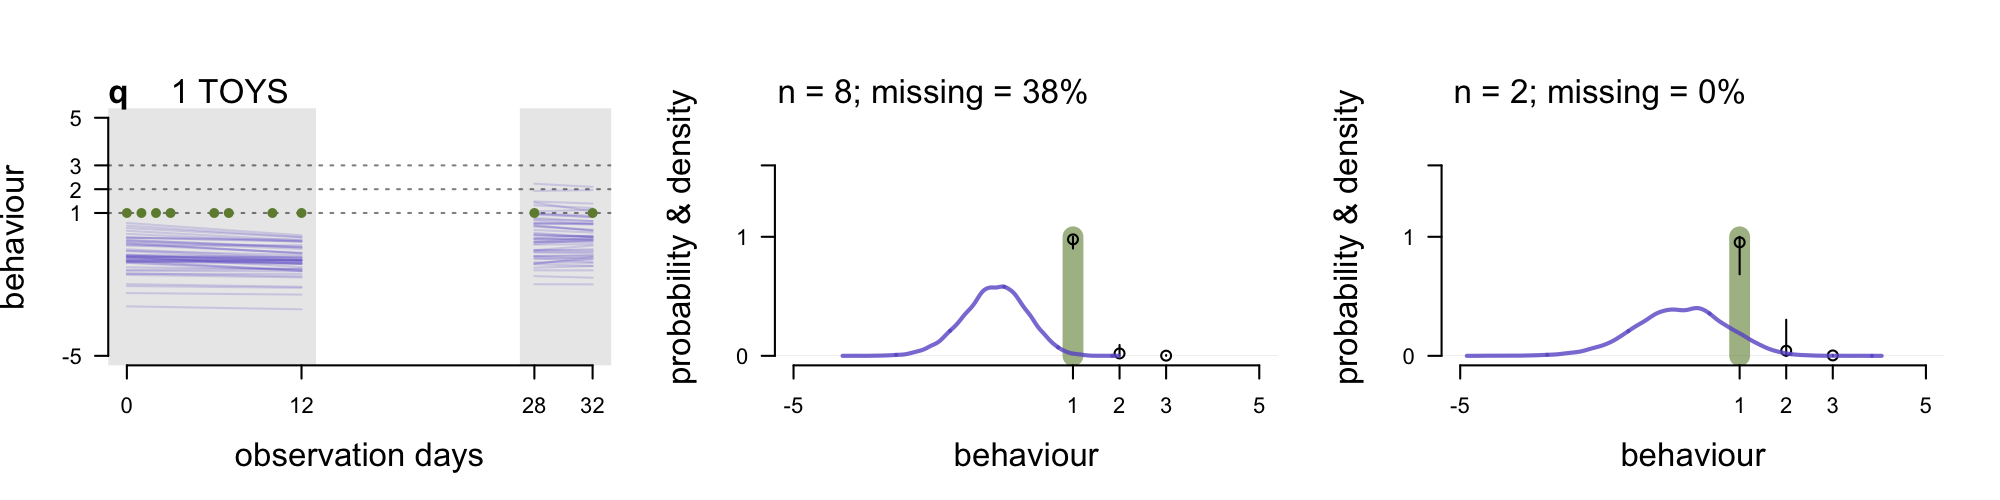 q 1 TOYS
behaviour
5
3
2
1
-5
0 12 28 32
observation days
n = 8; missing = 38%
probability & density
1
0
-5 1 2 3 5
behaviour
n = 2; missing = 0%
probability & density
1
0
-5 1 2 3 5
behaviour